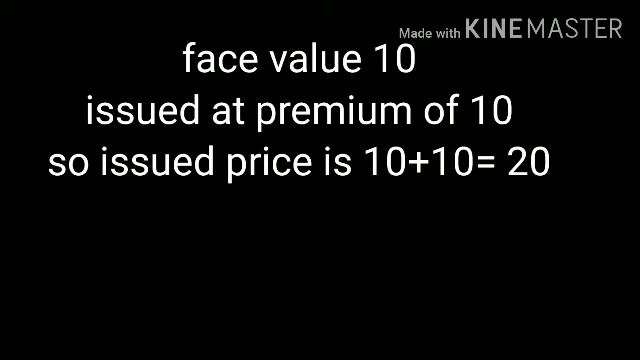 Made with KINEMASTER
face value 10
issued at premium of 10
so issued price is 10+10= 20